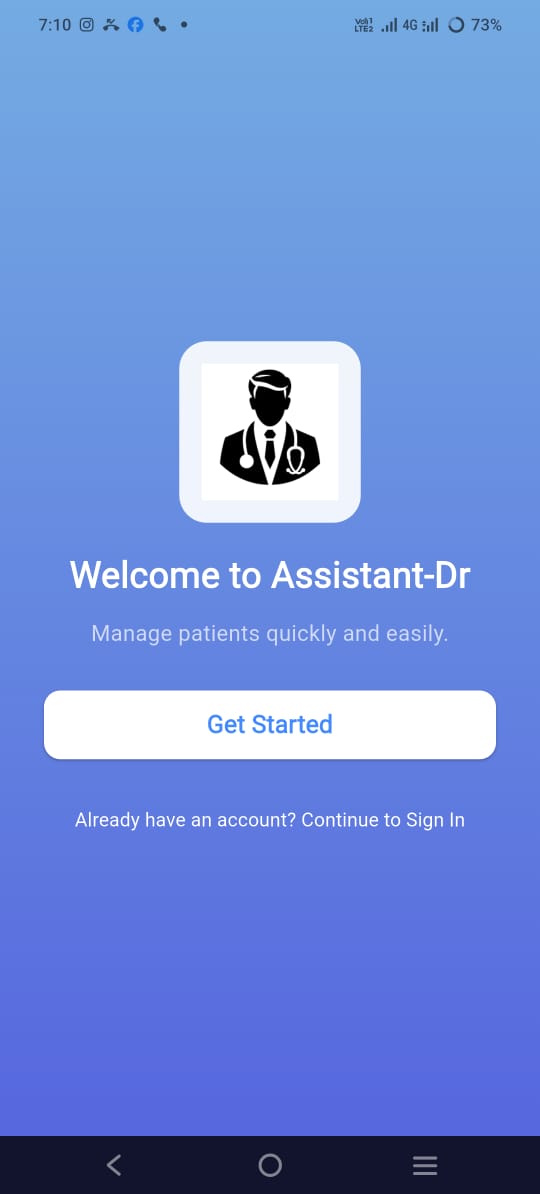 7:10 Vo1 LTE2 4G 73%
Welcome to Assistant-Dr
Manage patients quickly and easily.
Get Started
Already have an account? Continue to Sign In